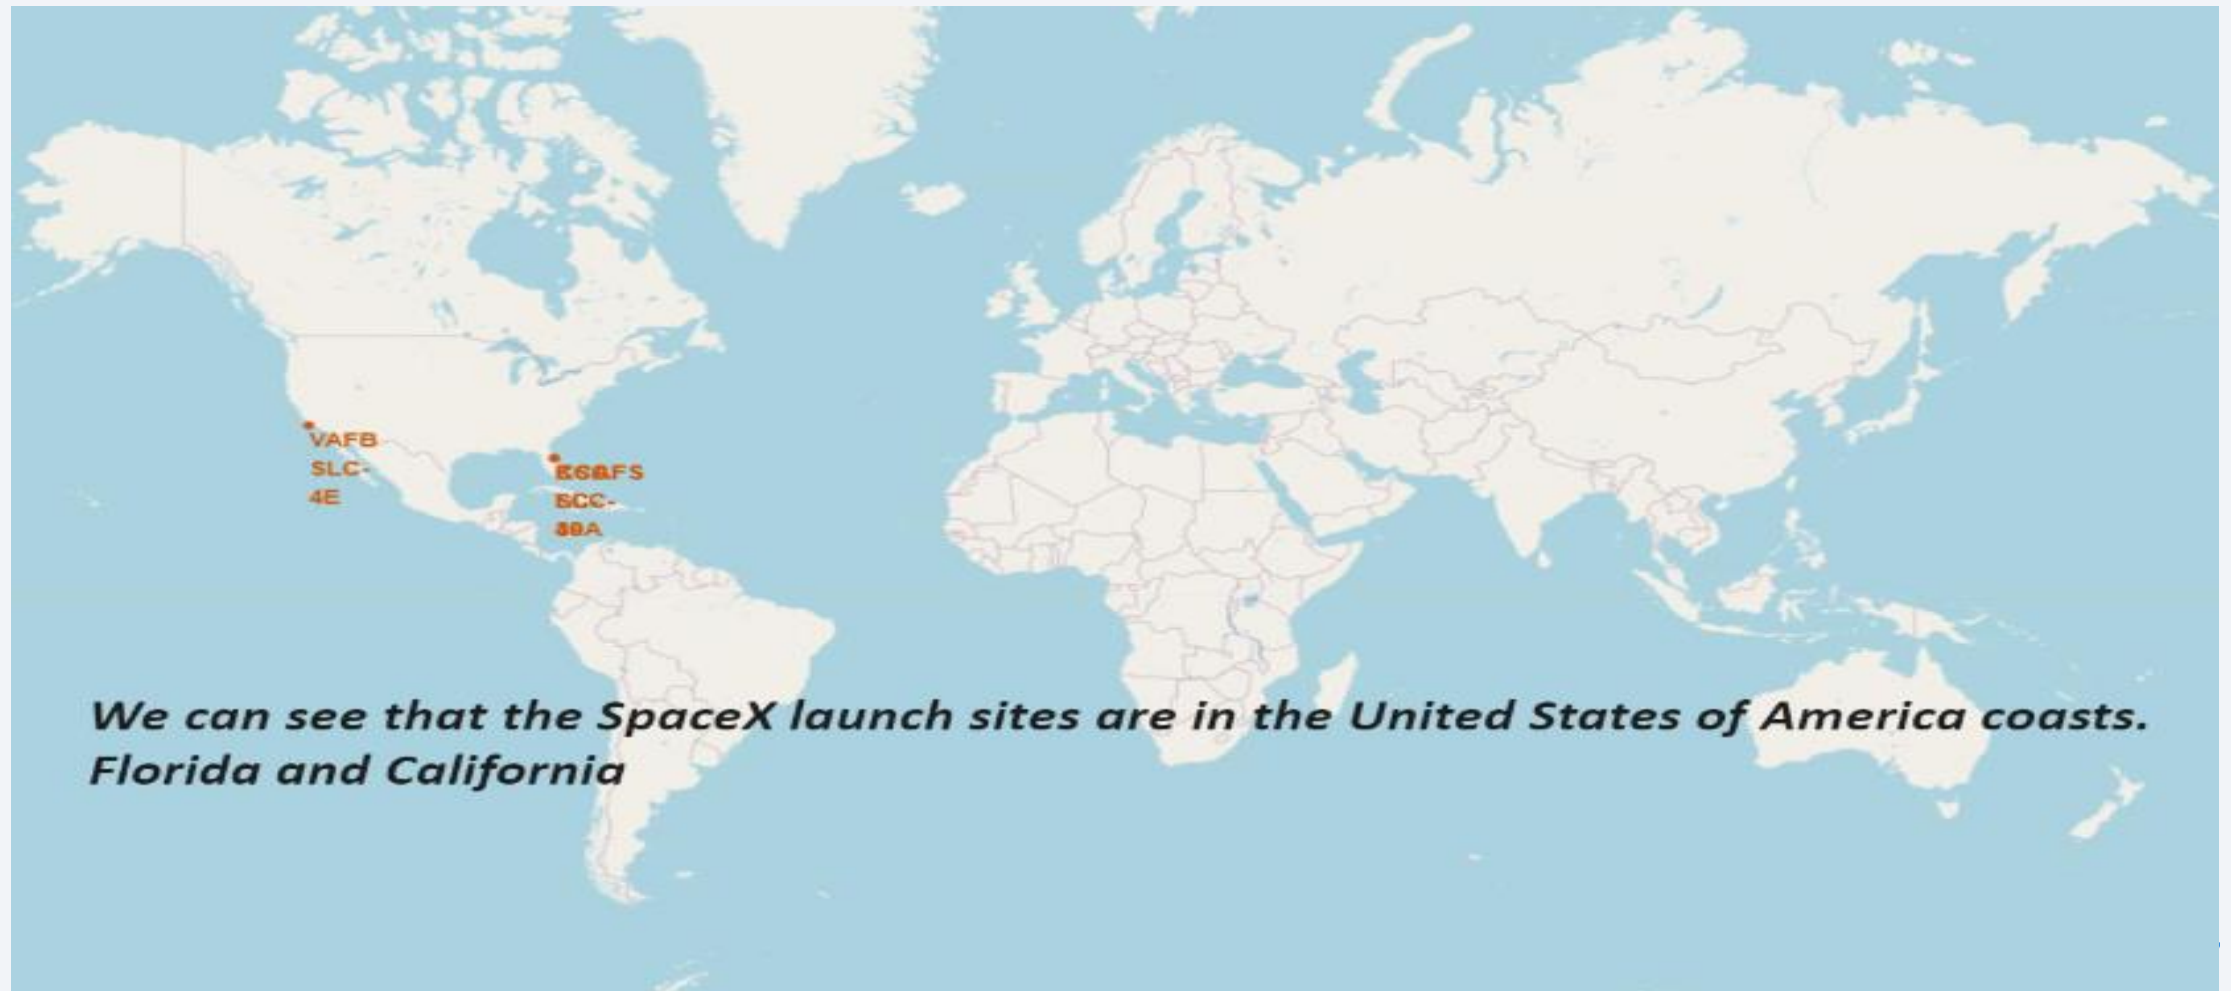 VAFB
SLC-
4E
We can see that the SpaceX launch sites are in the United States of America coasts.
Florida and California